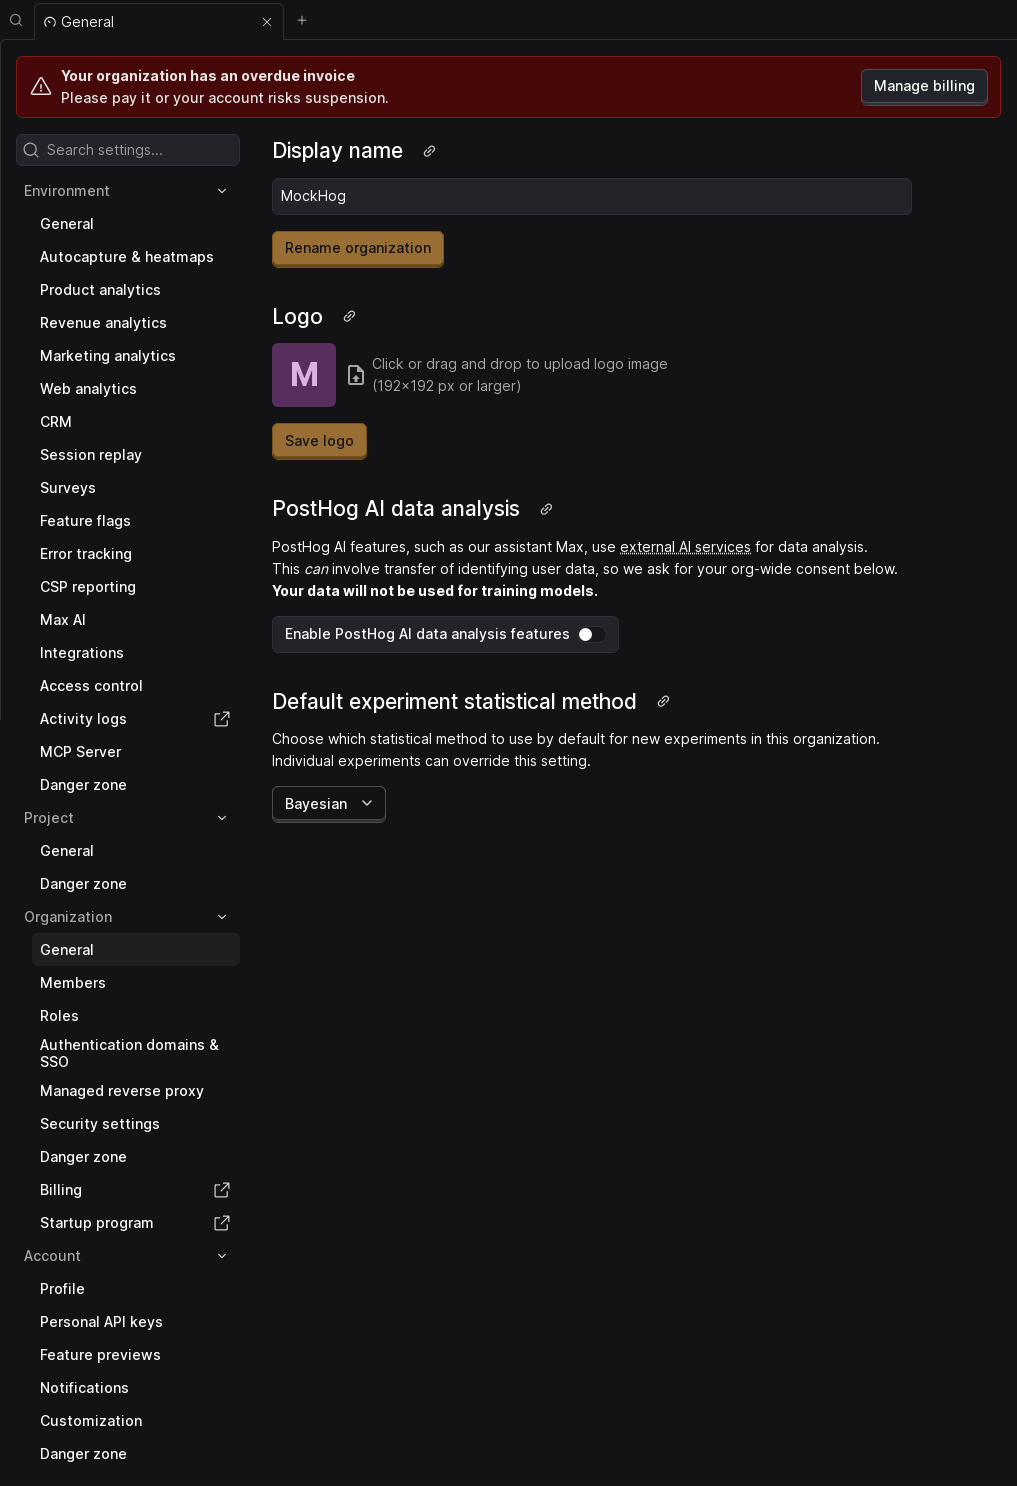 General
Your organization has an overdue invoice
Please pay it or your account risks suspension.
Manage billing
Search settings...
Environment
General
Autocapture & heatmaps
Product analytics
Revenue analytics
Marketing analytics
Web analytics
CRM
Session replay
Surveys
Feature flags
Error tracking
CSP reporting
Max AI
Integrations
Access control
Activity logs
MCP Server
Danger zone
Project
General
Danger zone
Organization
General
Members
Roles
Authentication domains &
SSO
Managed reverse proxy
Security settings
Danger zone
Billing
Startup program
Account
Profile
Personal API keys
Feature previews
Notifications
Customization
Danger zone
Display name
MockHog
Rename organization
Logo
M
Click or drag and drop to upload logo image
(192×192 px or larger)
Save logo
PostHog AI data analysis
PostHog AI features, such as our assistant Max, use external AI services for data analysis.
This can involve transfer of identifying user data, so we ask for your org-wide consent below.
Your data will not be used for training models.
Enable PostHog AI data analysis features
Default experiment statistical method
Choose which statistical method to use by default for new experiments in this organization.
Individual experiments can override this setting.
Bayesian